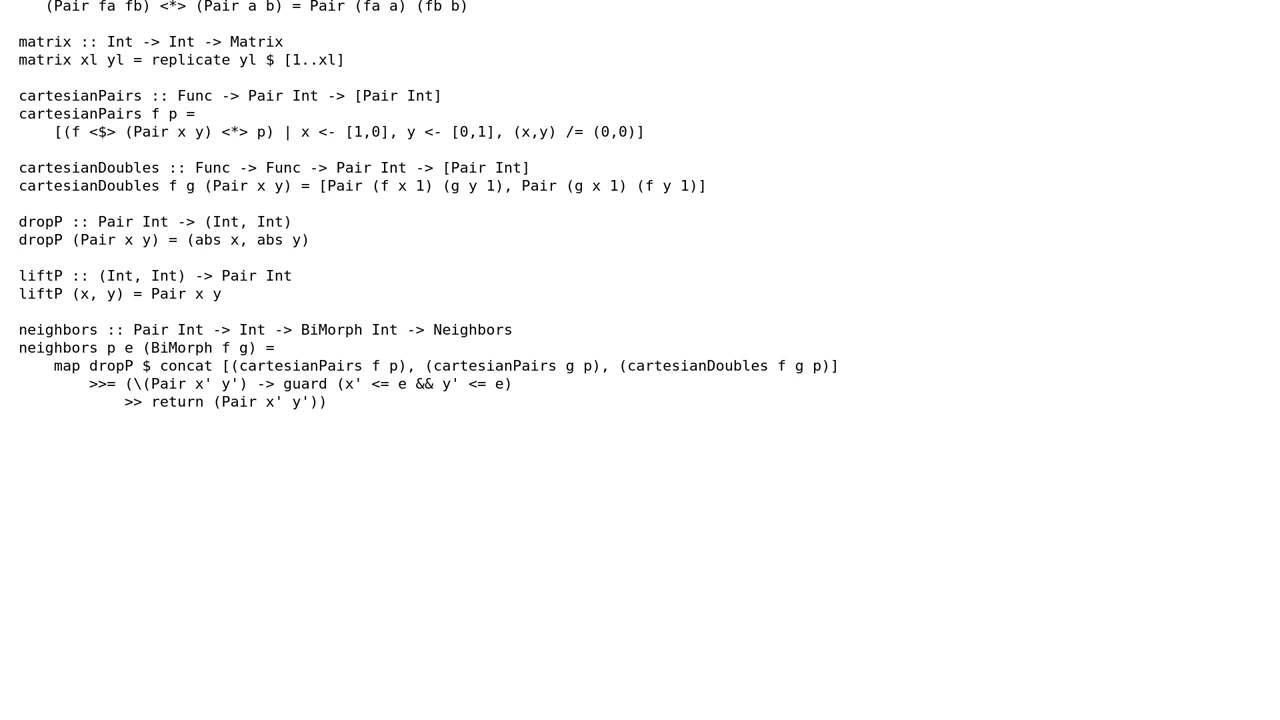 (Pair fa fb) <*> (Pair a b) = Pair (fa a) (fb b)
matrix :: Int -> Int -> Matrix
matrix xl yl = replicate yl $ [1..xl]
cartesianPairs :: Func -> Pair Int -> [Pair Int]
cartesianPairs f p =
[(f <$> (Pair x y) <*> p) | x <- [1,0], y <- [0,1], (x,y) /= (0,0)]
cartesianDoubles :: Func -> Func -> Pair Int -> [Pair Int]
cartesianDoubles f g (Pair x y) = [Pair (f x 1) (g y 1), Pair (g x 1) (f y 1)]
dropP :: Pair Int -> (Int, Int)
dropP (Pair x y) = (abs x, abs y)
liftP :: (Int, Int) -> Pair Int
liftP (x, y) = Pair x y
neighbors :: Pair Int -> Int -> BiMorph Int -> Neighbors
neighbors p e (BiMorph f g) =
map dropP $ concat [(cartesianPairs f p), (cartesianPairs g p), (cartesianDoubles f g p)]
>>= (\(Pair x' y') -> guard (x' <= e && y' <= e)
>> return (Pair x' y'))